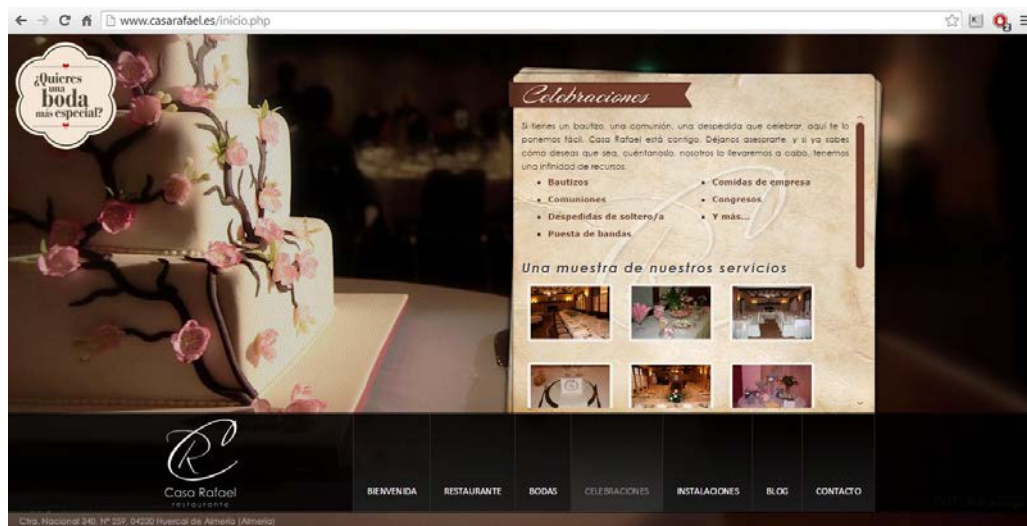 www.casarafael.es/inicio.php
¿Quieres
una
boda
más especial?
Celebraciones
Si tienes un bautizo, una comunión, una despedida que celebrar, aquí te lo
ponemos fácil. Casa Rafael está contigo. Déjanos asesorarte, y si ya sabes
cómo deseas que sea, cuéntanoslo, nosotros lo llevaremos a cabo, tenemos
una infinidad de recursos.
• Bautizos
• Comuniones
• Despedidas de soltero/a
• Puesta de bandas
• Comidas de empresa
• Congresos
• Y más...
Una muestra de nuestros servicios
Casa Rafael
restaurante
BIENVENIDA RESTAURANTE BODAS CELEBRACIONES INSTALACIONES BLOG CONTACTO
Ctra. Nacional 340, Nº 259, 04230 Huercal de Almeria (Almeria)